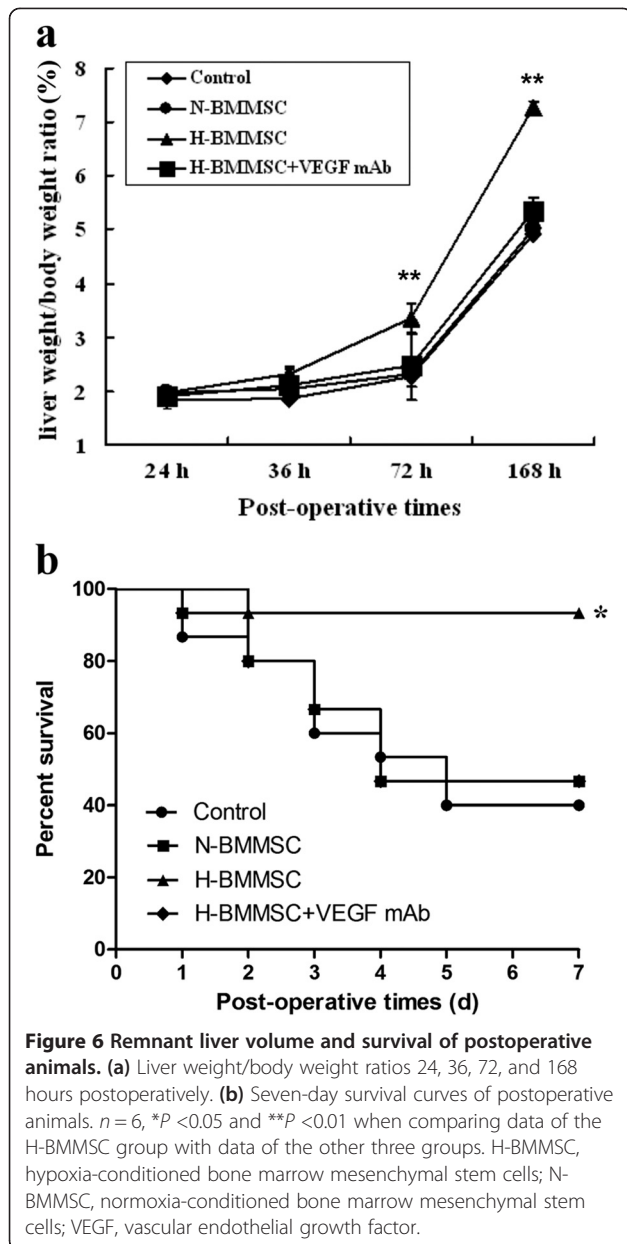 a
Control
N-BMMSC
H-BMMSC
H-BMMSC+VEGF mAb
**
**
liver weight/body weight ratio (%)
8
7
6
5
4
3
2
1
24 h 36 h 72 h 168 h
Post-operative times
b
Percent survival
100
80
60
40
20
0
*
Control
N-BMMSC
H-BMMSC
H-BMMSC+VEGF mAb
0 1 2 3 4 5 6 7
Post-operative times (d)
Figure 6 Remnant liver volume and survival of postoperative
animals. (a) Liver weight/body weight ratios 24, 36, 72, and 168
hours postoperatively. (b) Seven-day survival curves of postoperative
animals. n = 6, *P <0.05 and **P <0.01 when comparing data of the
H-BMMSC group with data of the other three groups. H-BMMSC,
hypoxia-conditioned bone marrow mesenchymal stem cells; N-
BMMSC, normoxia-conditioned bone marrow mesenchymal stem
cells; VEGF, vascular endothelial growth factor.